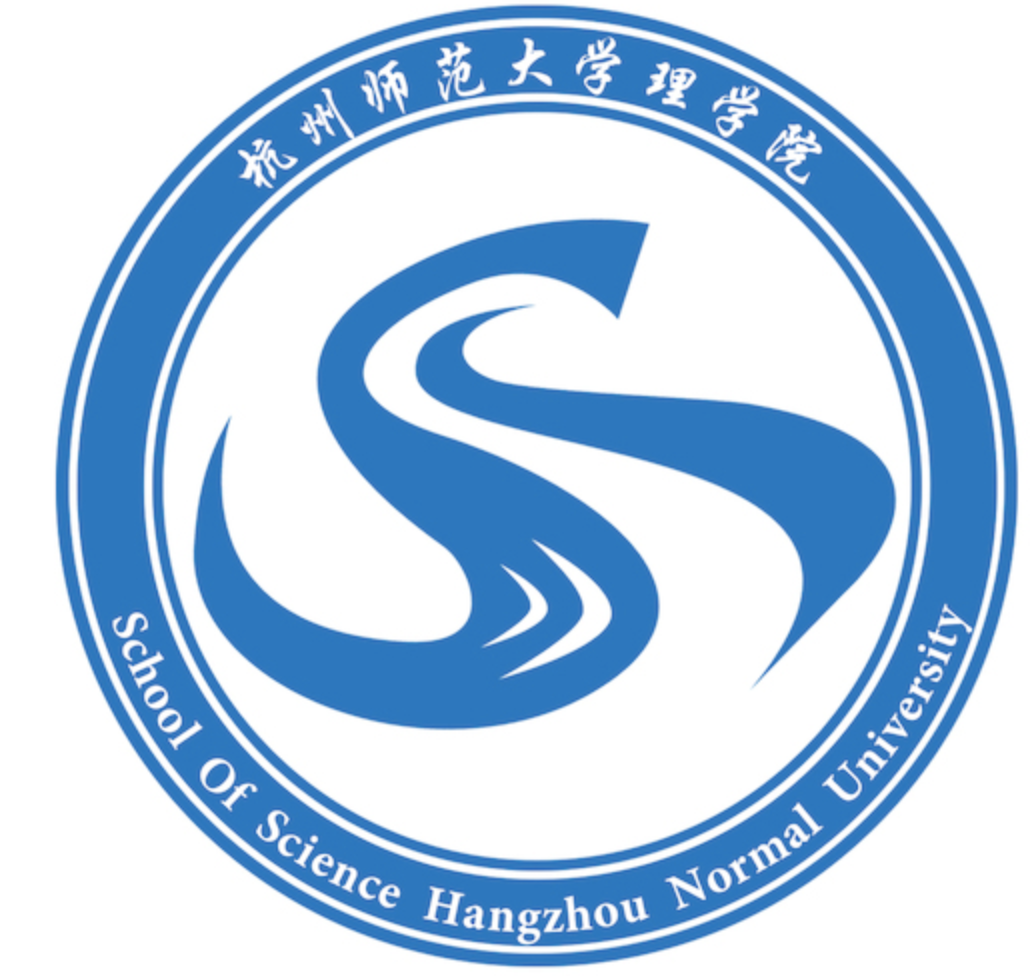 杭州师范大学理学院
School Of Science Hangzhou Normal University